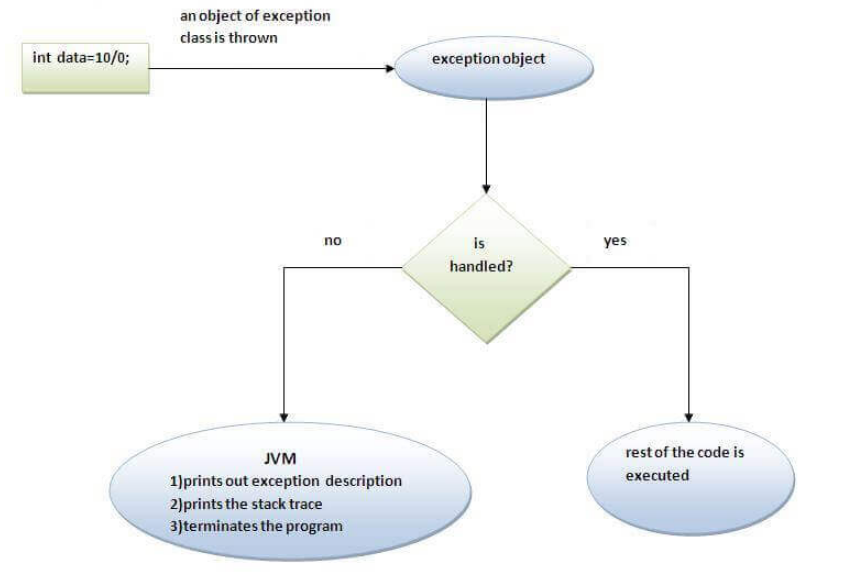 an object of exception
class is thrown
int data=10/0;
exception object
no
is
handled?
yes
JVM
1)prints out exception description
2)prints the stack trace
3)terminates the program
rest of the code is
executed